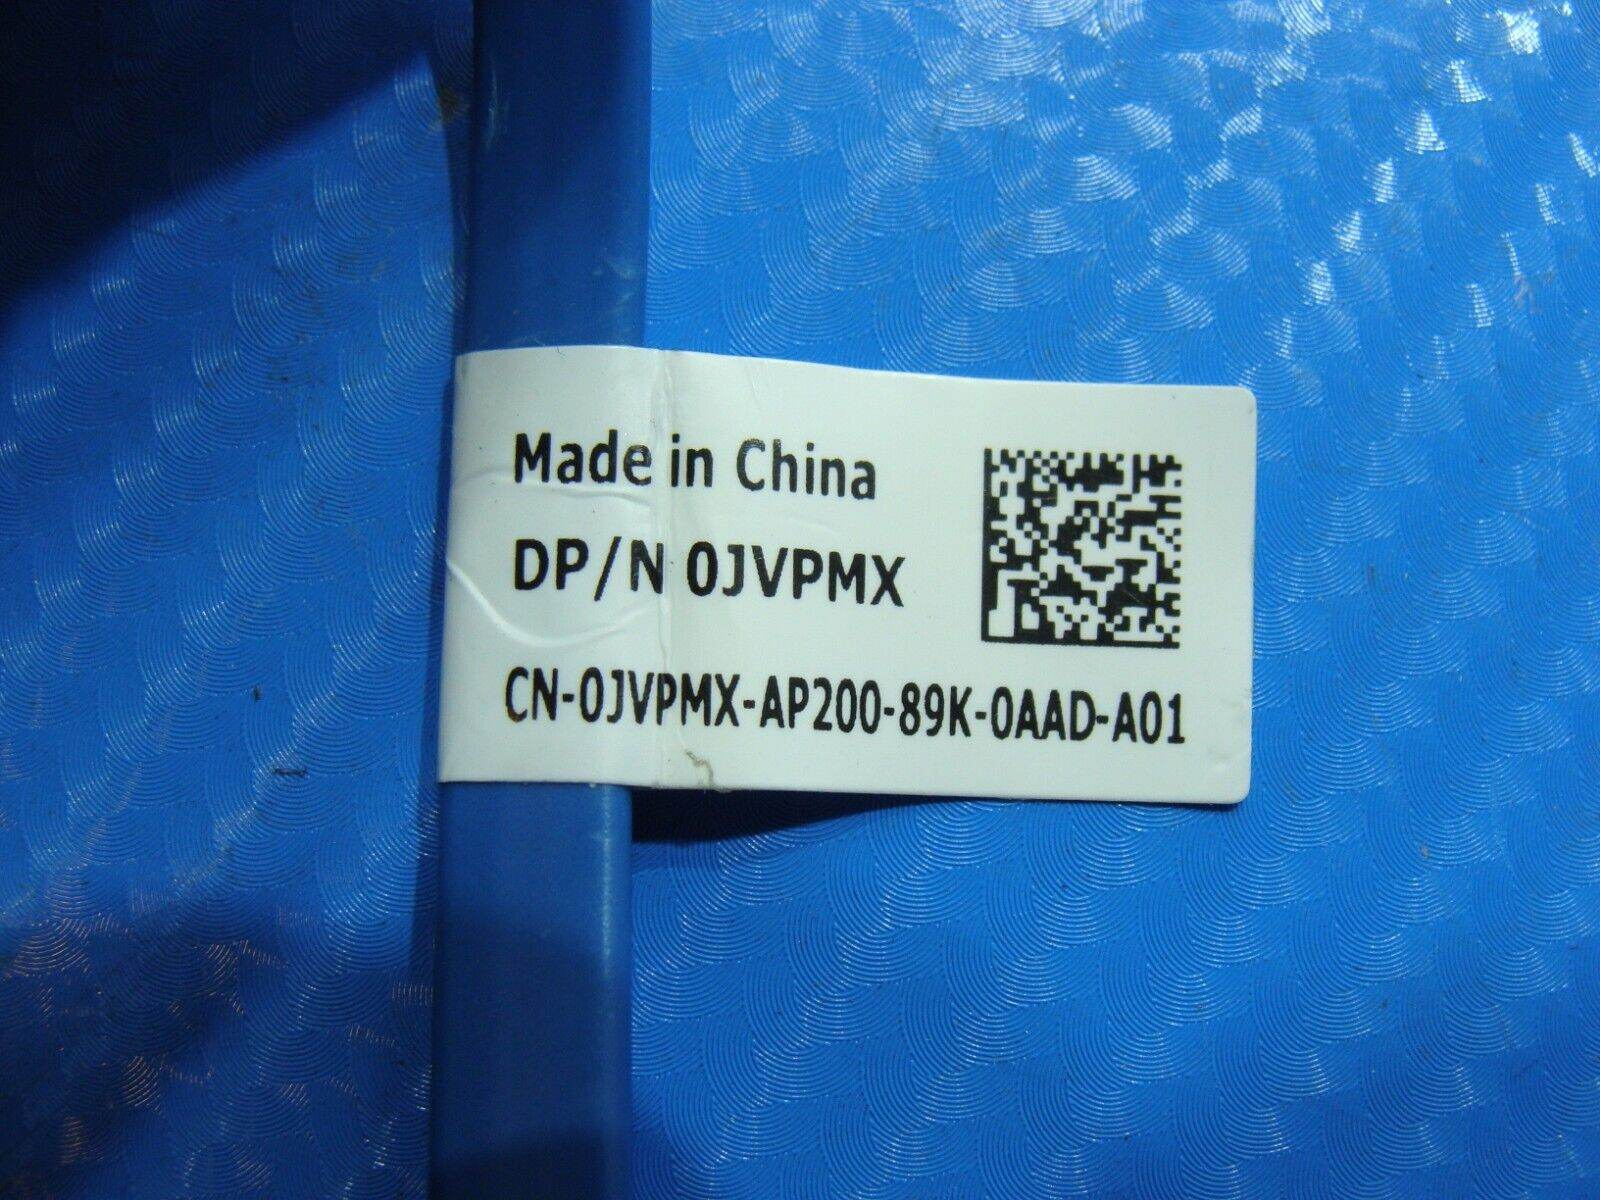 Made in China
DP/N 0JVPMX
CN-0JVPMX-AP200-89K-0AAD-A01